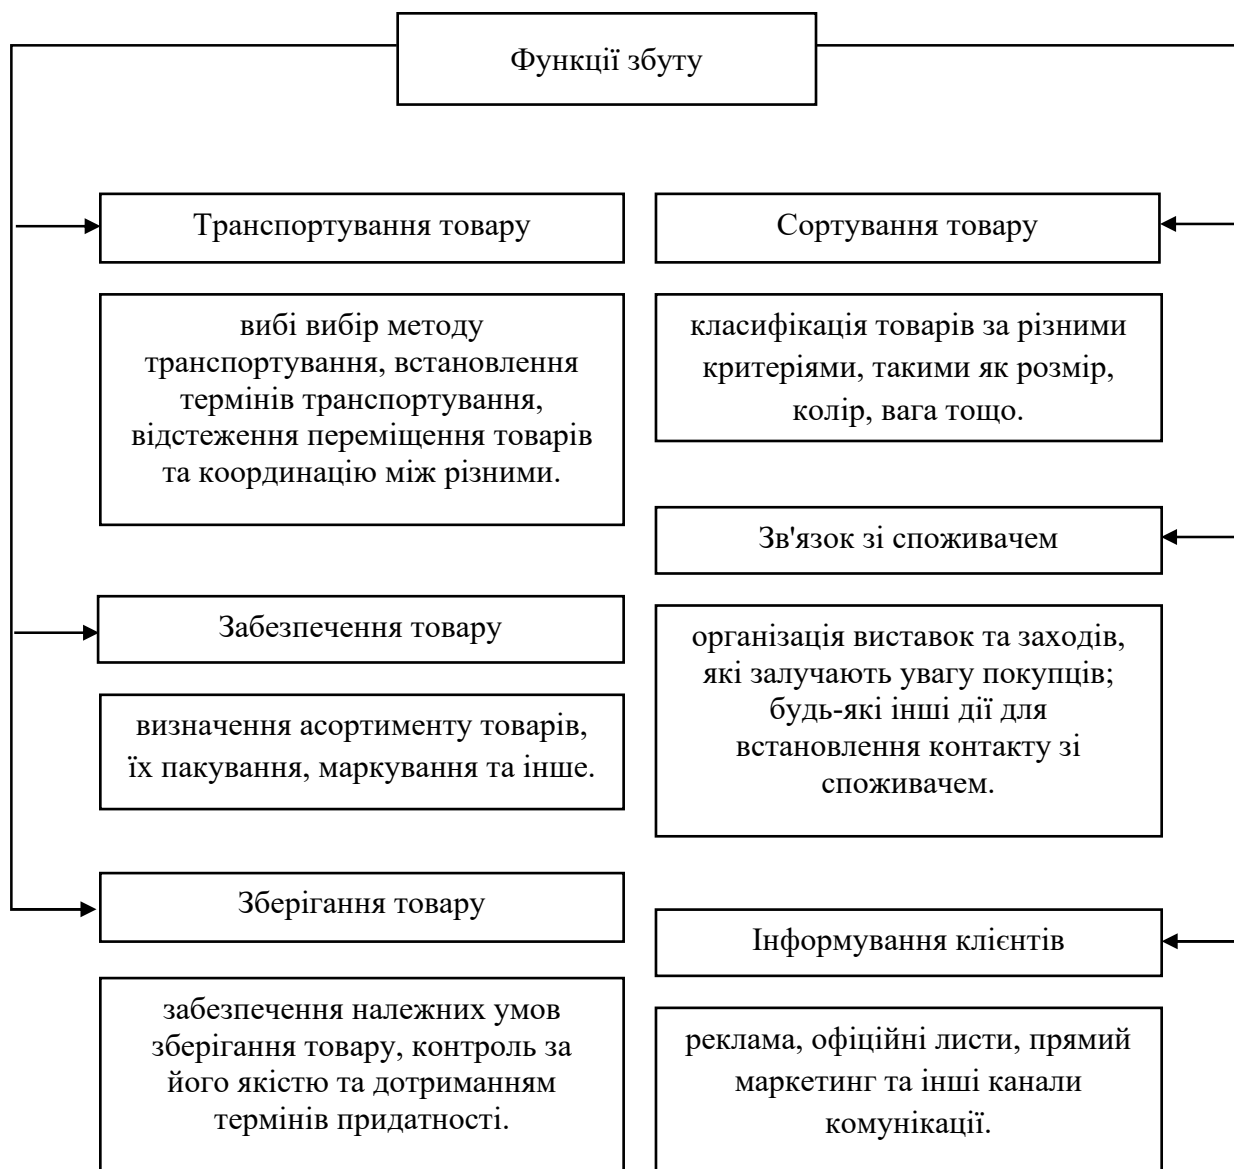 Функції збуту
Транспортування товару
вибі вибір методу
транспортування, встановлення
термінів транспортування,
відстеження переміщення товарів
та координацію між різними.
Забезпечення товару
визначення асортименту товарів,
їх пакування, маркування та інше.
Зберігання товару
забезпечення належних умов
зберігання товару, контроль за
його якістю та дотриманням
термінів придатності.
Сортування товару
класифікація товарів за різними
критеріями, такими як розмір,
колір, вага тощо.
Зв'язок зі споживачем
організація виставок та заходів,
які залучають увагу покупців;
будь-які інші дії для
встановлення контакту зі
споживачем.
Інформування клієнтів
реклама, офіційні листи, прямий
маркетинг та інші канали
комунікації.